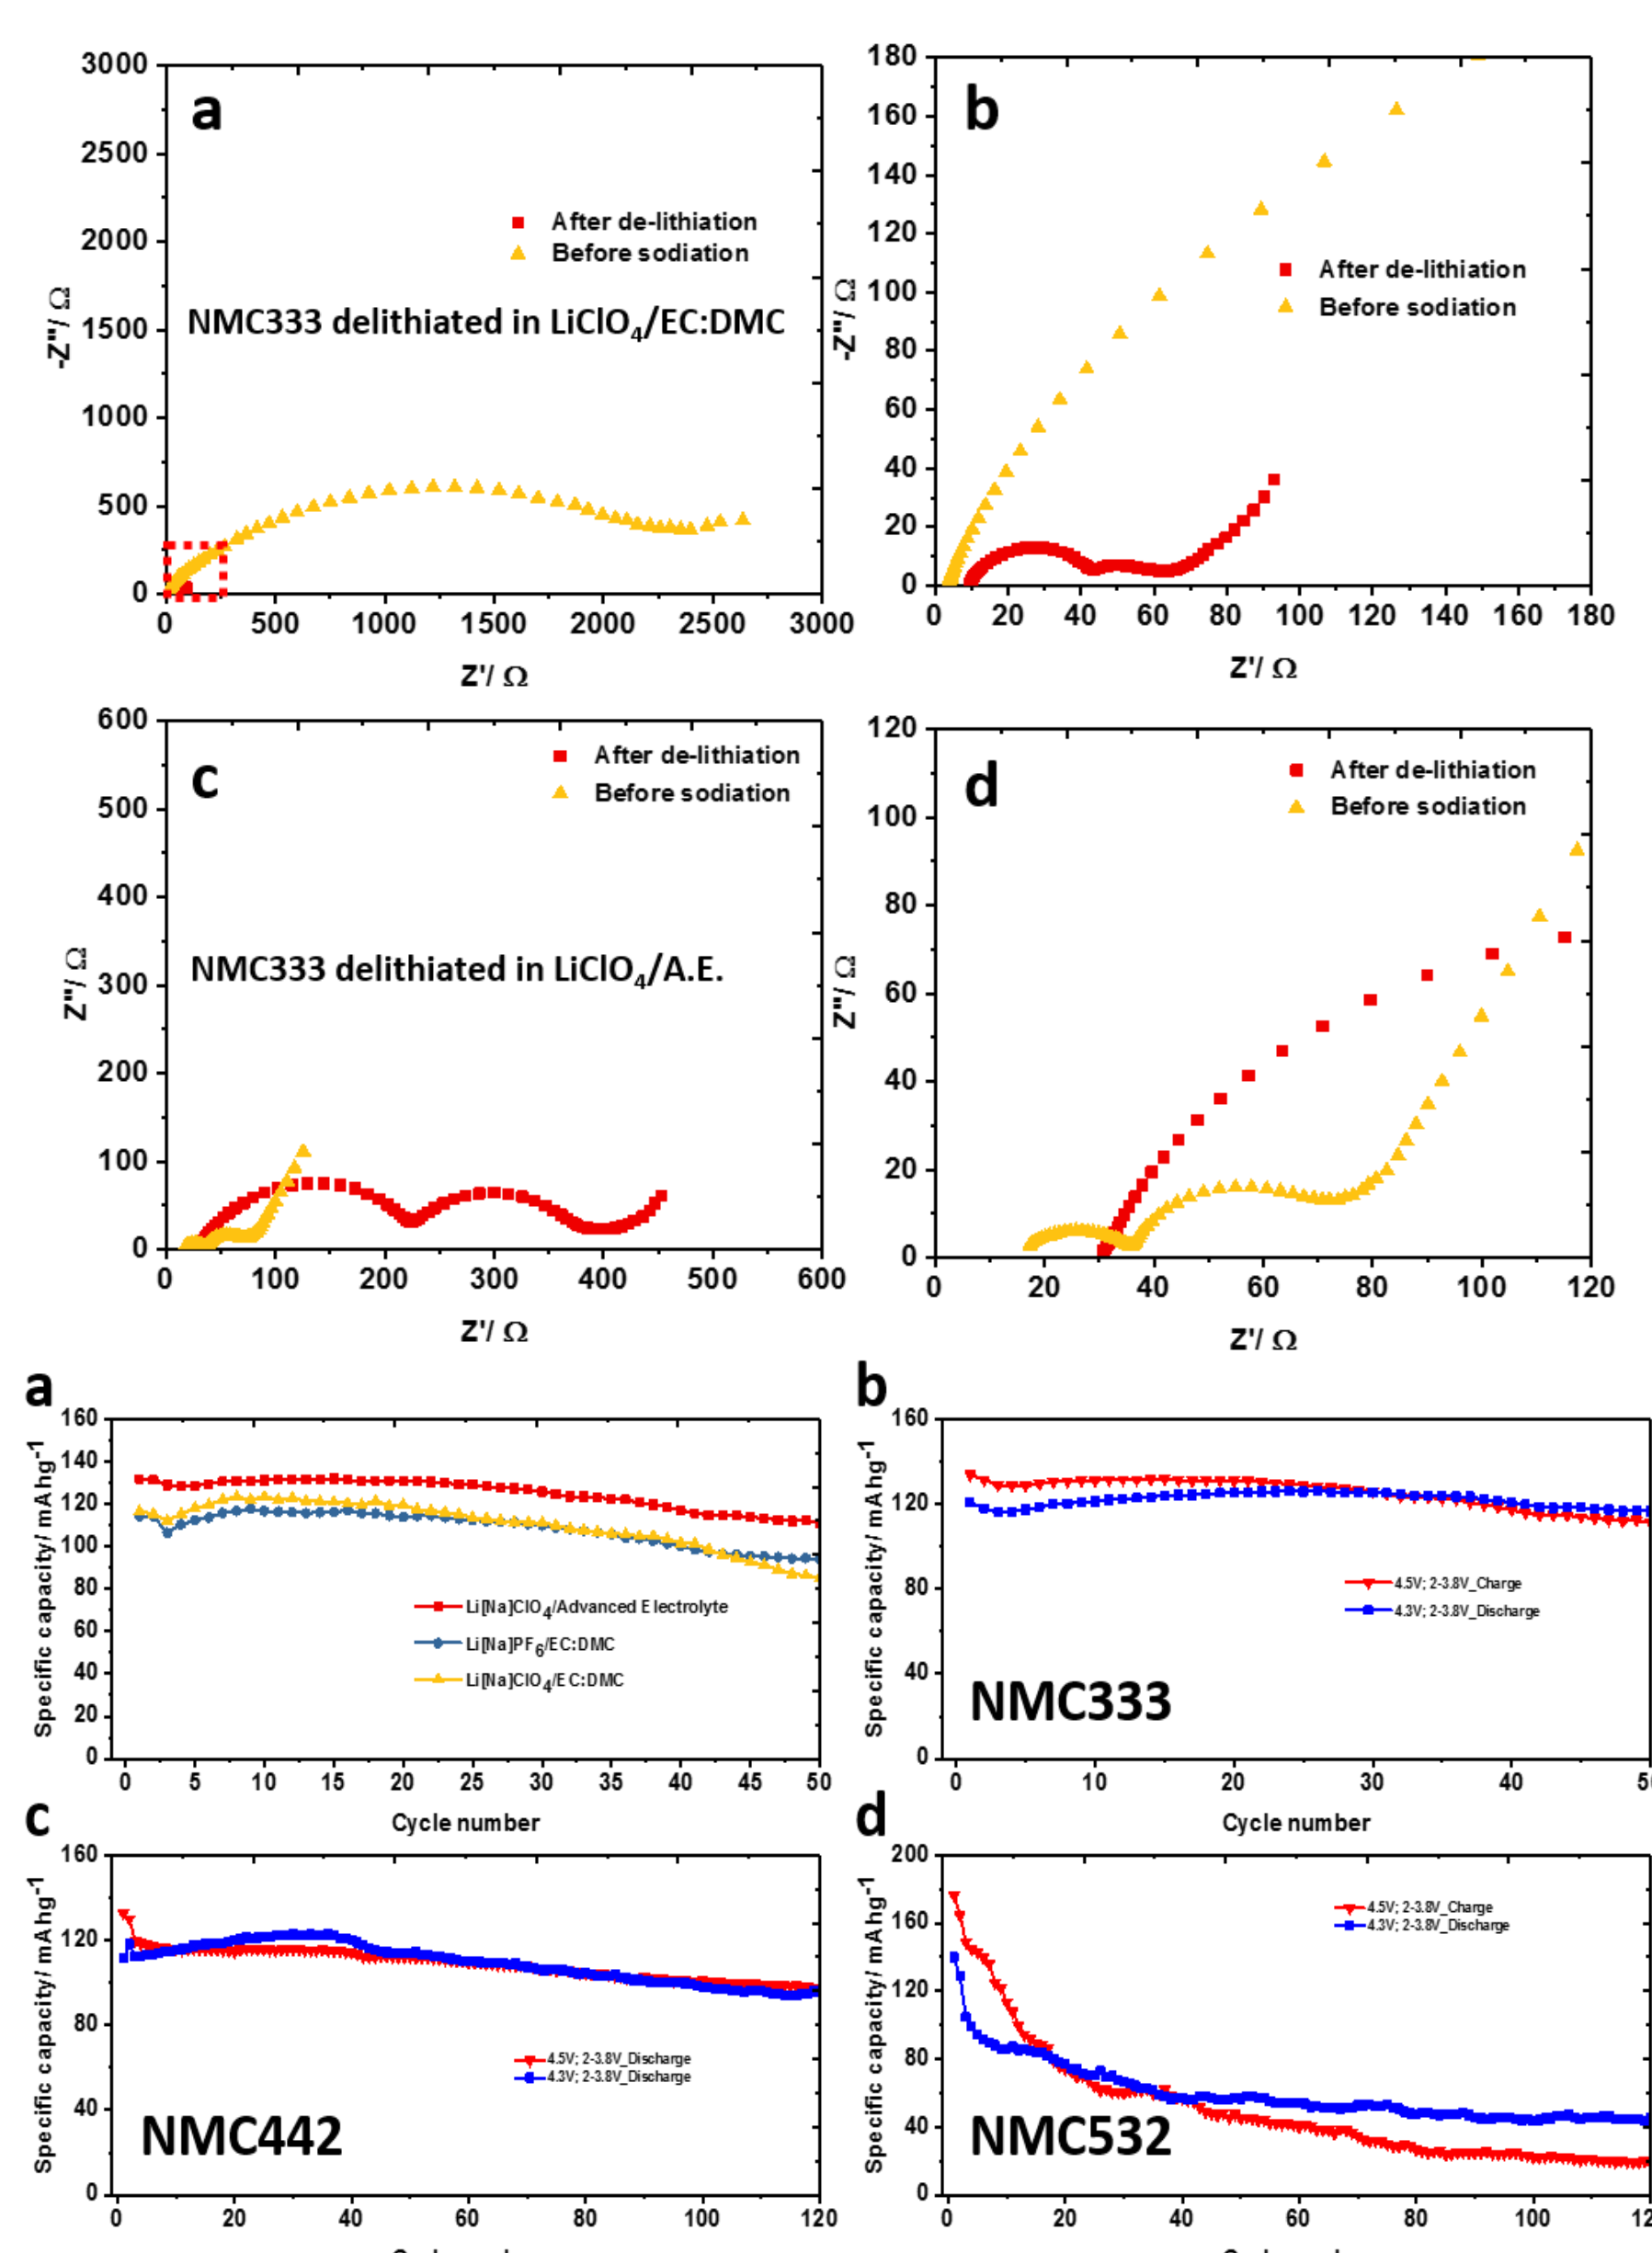 a
3000
2500
2000
1500
1000
500
0
-Z"/ Ω
After de-lithiation
Before sodiation
NMC333 delithiated in LiClO4/EC:DMC
0 500 1000 1500 2000 2500 3000
Z'/ Ω
b
180
160
140
120
100
80
60
40
20
0
-Z"/ Ω
After de-lithiation
Before sodiation
0 20 40 60 80 100 120 140 160 180
Z'/ Ω
c
600
500
400
300
200
100
0
Z"/ Ω
After de-lithiation
Before sodiation
NMC333 delithiated in LiClO4/A.E.
0 100 200 300 400 500 600
Z'/ Ω
d
120
100
80
60
40
20
0
Z"/ Ω
After de-lithiation
Before sodiation
0 20 40 60 80 100 120
Z'/ Ω
a
160
140
120
100
80
60
40
20
0
Specific capacity/ mAhg-1
Li[Na]ClO4/Advanced Electrolyte
Li[Na]PF6/EC:DMC
Li[Na]ClO4/EC:DMC
0 5 10 15 20 25 30 35 40 45 50
Cycle number
b
160
120
80
40
0
Specific capacity/ mAhg-1
4.5V; 2-3.8V_Charge
4.3V; 2-3.8V_Discharge
NMC333
0 10 20 30 40
Cycle number
c
160
120
80
40
0
Specific capacity/ mAhg-1
4.5V; 2-3.8V_Discharge
4.3V; 2-3.8V_Discharge
NMC442
0 20 40 60 80 100 120
d
200
160
120
80
40
0
Specific capacity/ mAhg-1
4.5V; 2-3.8V_Charge
4.3V; 2-3.8V_Discharge
NMC532
0 20 40 60 80 100